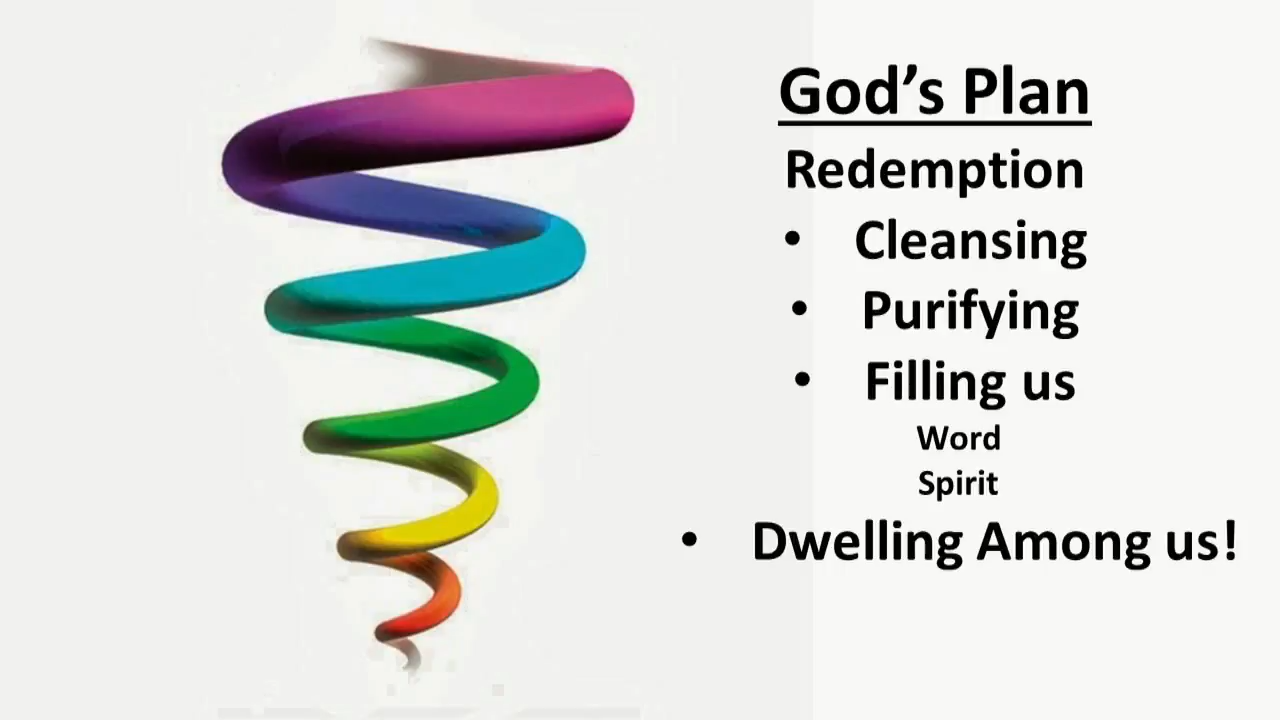 God’s Plan
Redemption
• Cleansing
• Purifying
• Filling us
Word
Spirit
• Dwelling Among us!